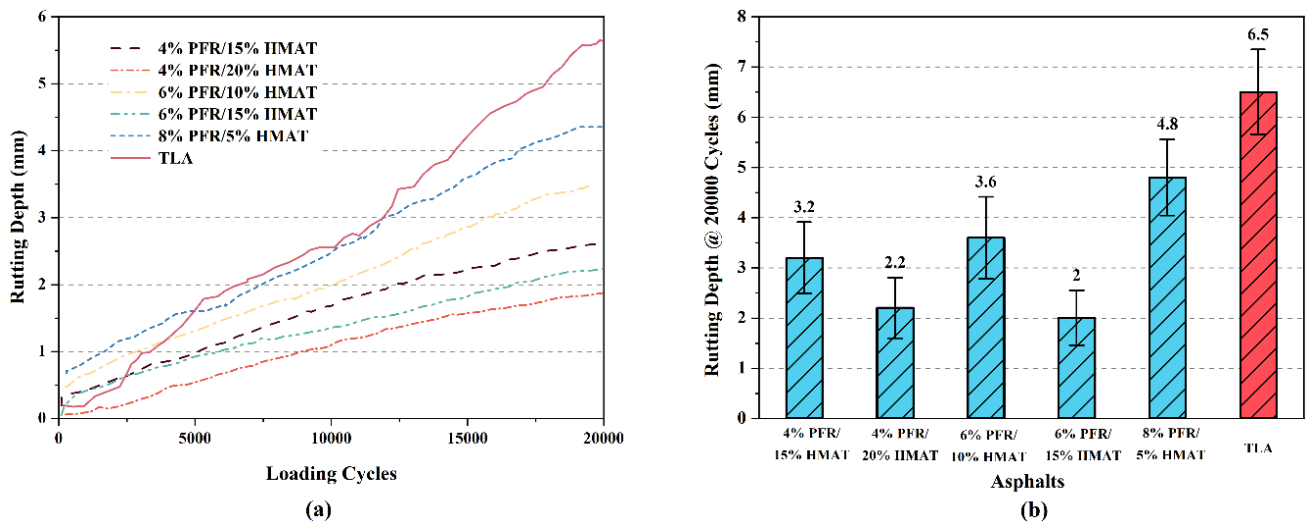 6
5
4
3
2
1
0
Rutting Depth (mm)
4% PFR/15% IIMAT
4% PFR/20% HMAT
6% PFR/10% HMAT
6% PFR/15% IIMAT
8% PFR/5% HMAT
TLA
0 5000 10000 15000 20000
Loading Cycles
(a)
8
7
6
5
4
3
2
1
0
Rutting Depth @ 20000 Cycles (mm)
3.2
2.2
3.6
2
4.8
6.5
4% PFR/ 4% PFR/ 6% PFR/ 6% PFR/ 8% PFR/
15% HMAT 20% IIMAT 10% HMAT 15% IIMAT 5% HMAT TLA
Asphalts
(b)